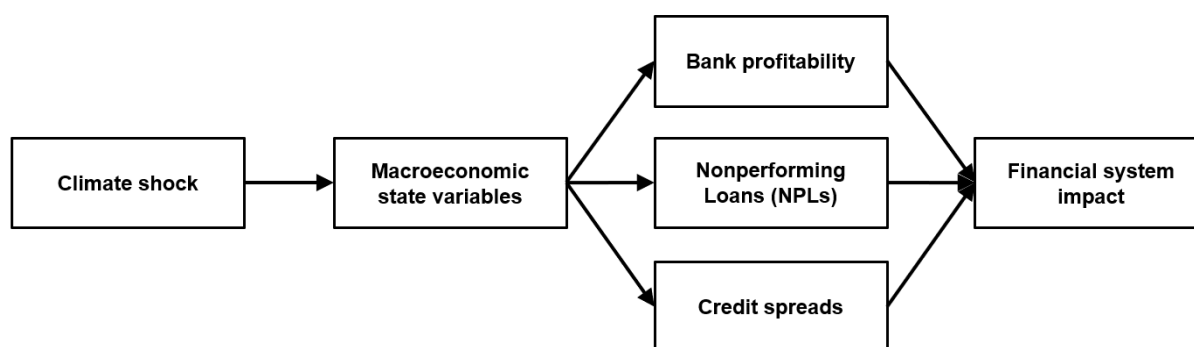 Climate shock
Macroeconomic
state variables
Bank profitability
Nonperforming
Loans (NPLs)
Credit spreads
Financial system
impact